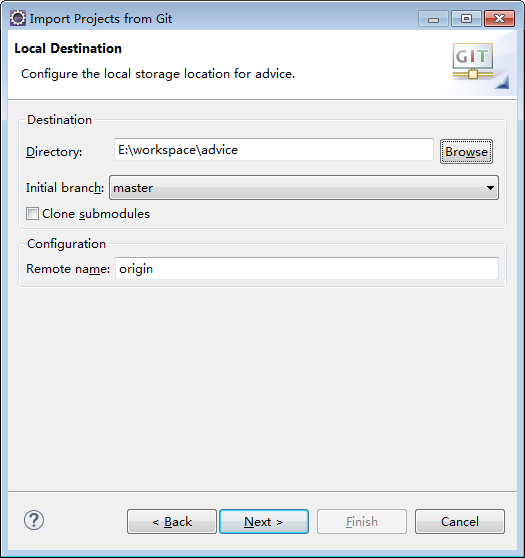 Import Projects from Git
Local Destination
Configure the local storage location for advice.
GIT
Destination
Directory: E:\workspace\advice Browse
Initial branch: master
Clone submodules
Configuration
Remote name: origin
? < Back Next > Finish Cancel